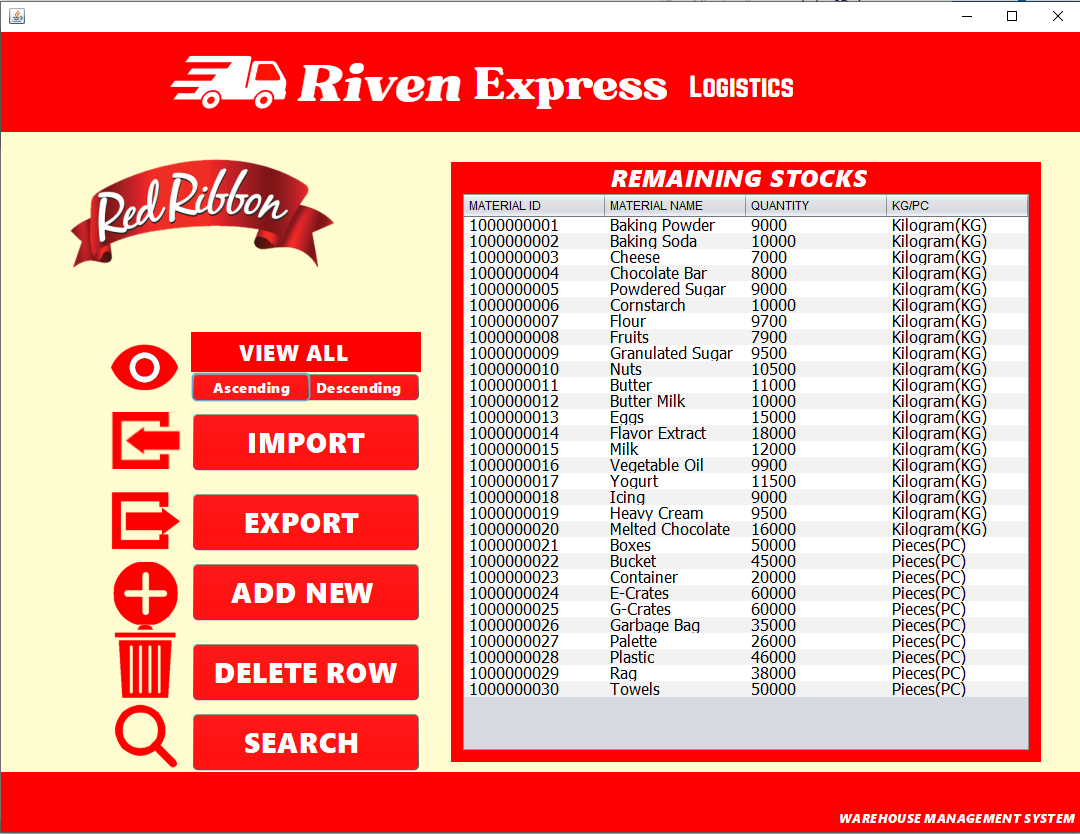 Riven Express Logistics
Red Ribbon
REMAINING STOCKS
MATERIAL ID MATERIAL NAME QUANTITY KG/PC
1000000001 Baking Powder 9000 Kilogram(KG)
1000000002 Baking Soda 10000 Kilogram(KG)
1000000003 Cheese 7000 Kilogram(KG)
1000000004 Chocolate Bar 8000 Kilogram(KG)
1000000005 Powdered Sugar 9000 Kilogram(KG)
1000000006 Cornstarch 10000 Kilogram(KG)
1000000007 Flour 9700 Kilogram(KG)
1000000008 Fruits 7900 Kilogram(KG)
1000000009 Granulated Sugar 9500 Kilogram(KG)
1000000010 Nuts 10500 Kilogram(KG)
1000000011 Butter 11000 Kilogram(KG)
1000000012 Butter Milk 10000 Kilogram(KG)
1000000013 Eggs 15000 Kilogram(KG)
1000000014 Flavor Extract 18000 Kilogram(KG)
1000000015 Milk 12000 Kilogram(KG)
1000000016 Vegetable Oil 9900 Kilogram(KG)
1000000017 Yogurt 11500 Kilogram(KG)
1000000018 Icing 9000 Kilogram(KG)
1000000019 Heavy Cream 9500 Kilogram(KG)
1000000020 Melted Chocolate 16000 Kilogram(KG)
1000000021 Boxes 50000 Pieces(PC)
1000000022 Bucket 45000 Pieces(PC)
1000000023 Container 20000 Pieces(PC)
1000000024 E-Crates 60000 Pieces(PC)
1000000025 G-Crates 60000 Pieces(PC)
1000000026 Garbage Bag 35000 Pieces(PC)
1000000027 Palette 26000 Pieces(PC)
1000000028 Plastic 46000 Pieces(PC)
1000000029 Rag 38000 Pieces(PC)
1000000030 Towels 50000 Pieces(PC)
VIEW ALL
Ascending Descending
IMPORT
EXPORT
ADD NEW
DELETE ROW
SEARCH
WAREHOUSE MANAGEMENT SYSTEM